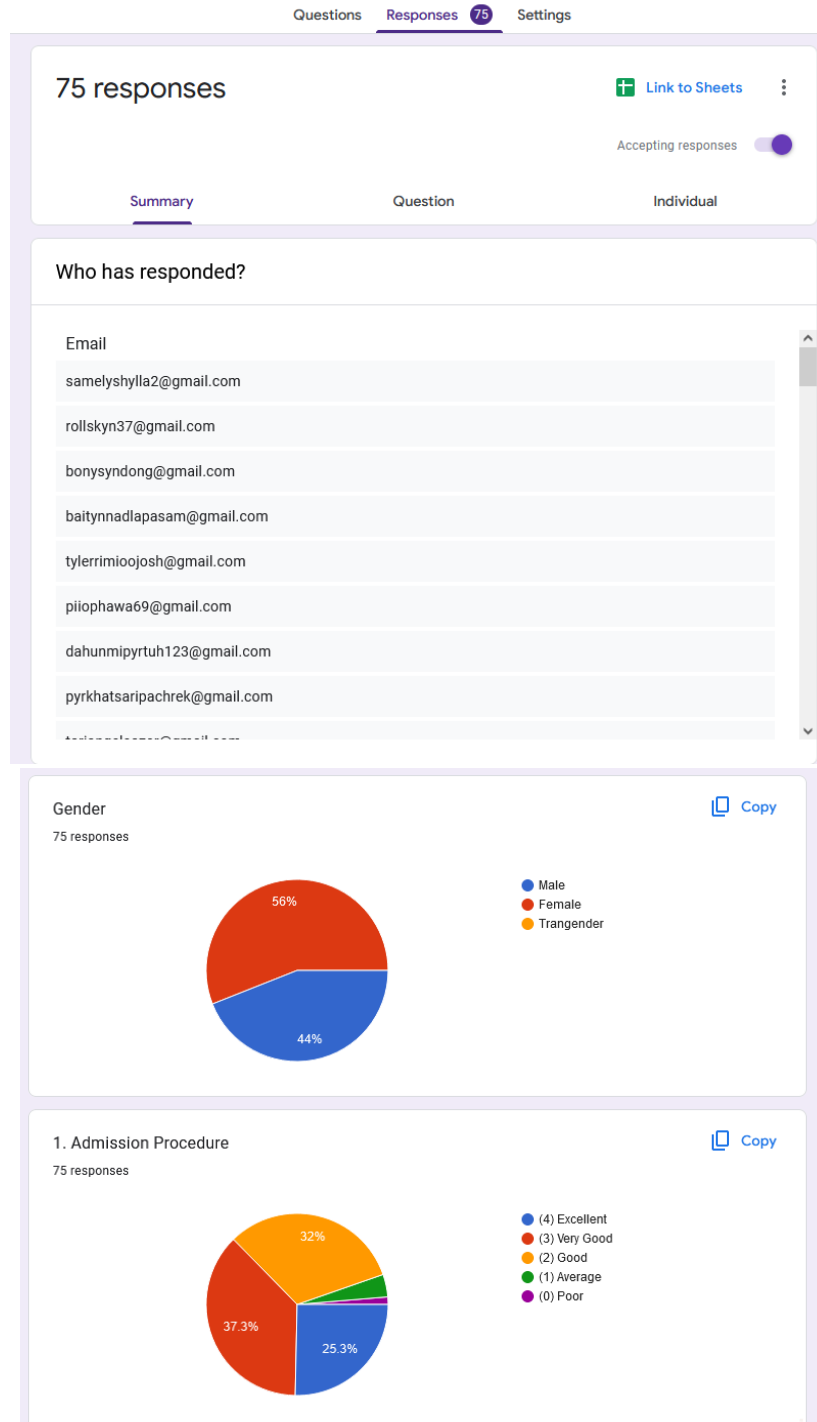 Questions Responses 75 Settings
75 responses
Link to Sheets
Accepting responses
Summary Question Individual
Who has responded?
Email
samelyshylla2@gmail.com
rollskyn37@gmail.com
bonysyndong@gmail.com
baitynnadlapasam@gmail.com
tylerrimioojosh@gmail.com
piiophawa69@gmail.com
dahunmipyrtuh123@gmail.com
pyrkhatsaripachrek@gmail.com
Gender
Copy
75 responses
56%
44%
Male
Female
Trangender
1. Admission Procedure
Copy
75 responses
32%
37.3%
25.3%
(4) Excellent
(3) Very Good
(2) Good
(1) Average
(0) Poor